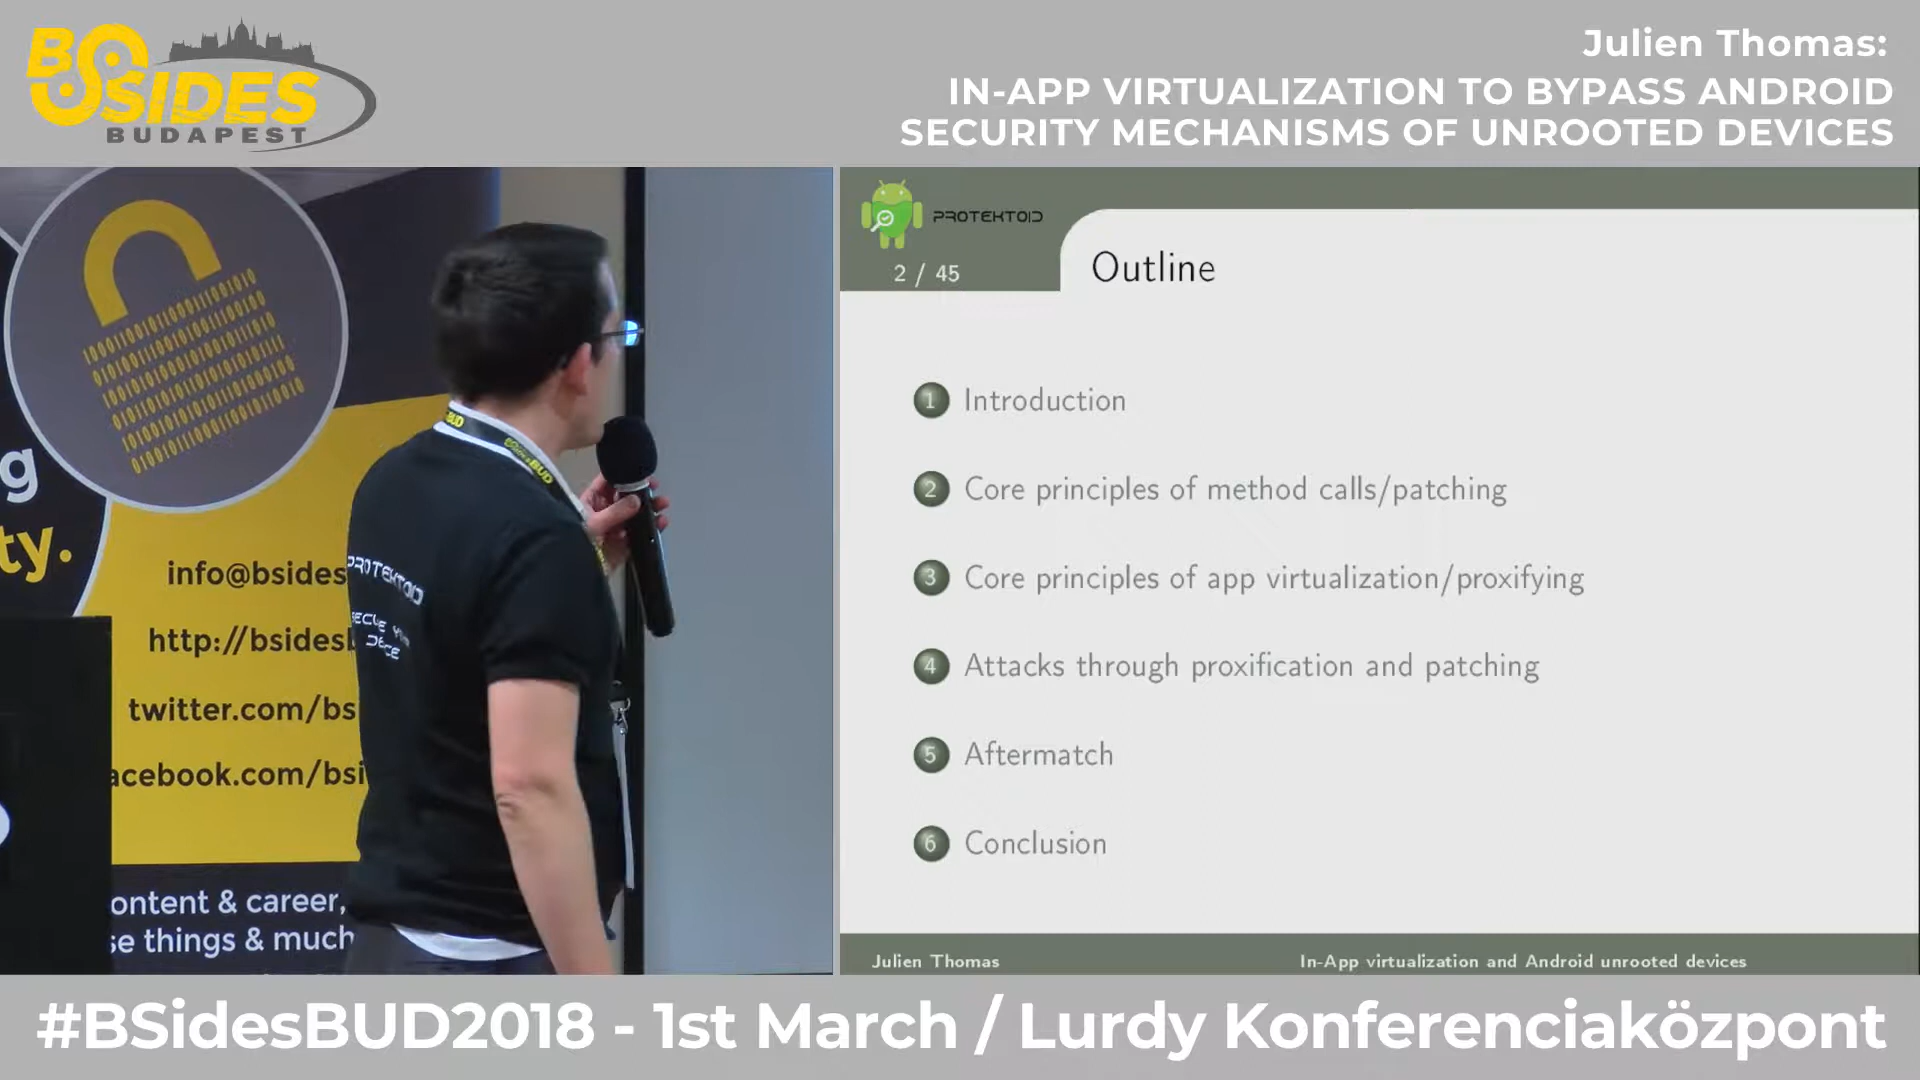 BSIDES
BUDAPEST
Julien Thomas:
IN-APP VIRTUALIZATION TO BYPASS ANDROID
SECURITY MECHANISMS OF UNROOTED DEVICES
g
ty.
info@bsides
http://bsides
twitter.com/bs
acebook.com/bsi
ontent & career,
se things & much
PROTEKTOID
PROTEKTOID
2 / 45
Outline
1 Introduction
2 Core principles of method calls/patching
3 Core principles of app virtualization/proxifying
4 Attacks through proxification and patching
5 Aftermatch
6 Conclusion
Julien Thomas
In-App virtualization and Android unrooted devices
#BSidesBUD2018 - 1st March / Lurdy Konferenciaközpont